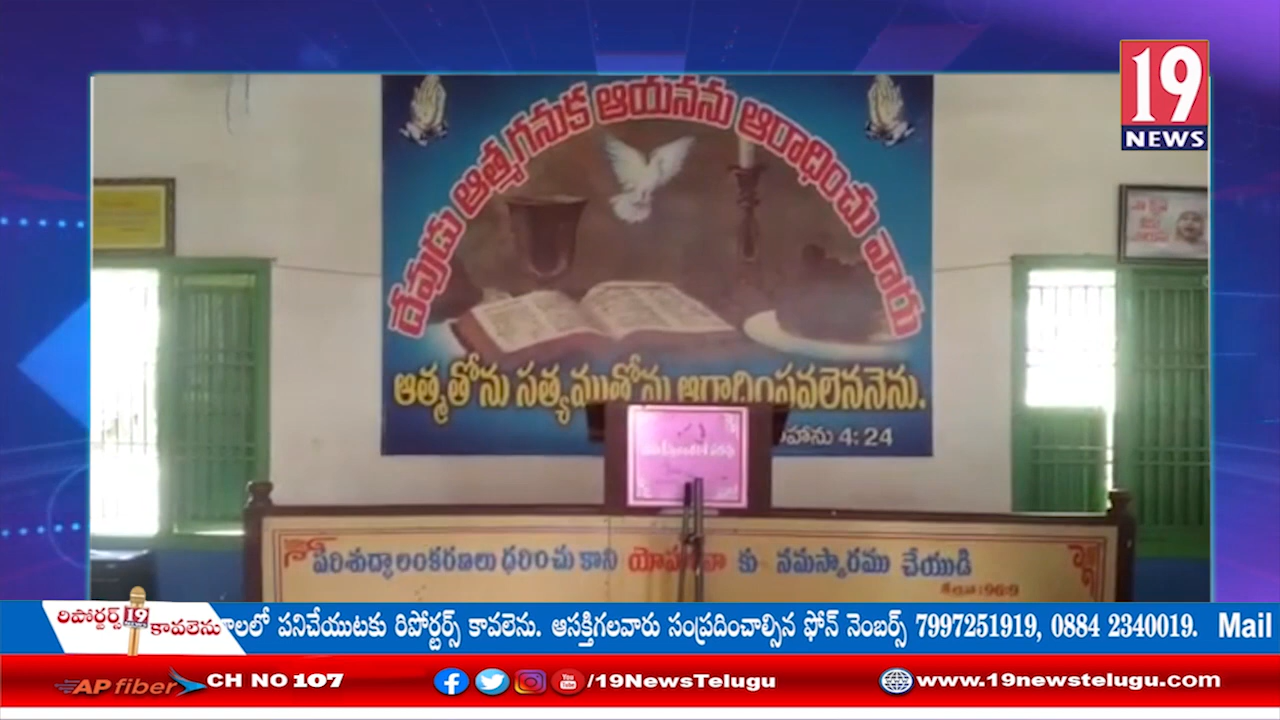 19
NEWS
దేవుడు ఆత్మగనుక ఆయనను ఆరాధించు వారు
ఆత్మతోను సత్యముతోను ఆరాధింపవలెననెను.
హాను 4: 24
పరిశుద్ధాలంకరణలు ధరించుకొని యెహోవా కు నమస్కారము చేయుడి
రిపోర్టర్స్
కావలెను
లలో పనిచేయుటకు రిపోర్టర్స్ కావలెను. ఆసక్తిగలవారు సంప్రదించాల్సిన ఫోన్ నెంబర్స్ 7997251919, 0884 2340019. Mail
AP fiber CH NO 107 /19NewsTelugu www.19newstelugu.com